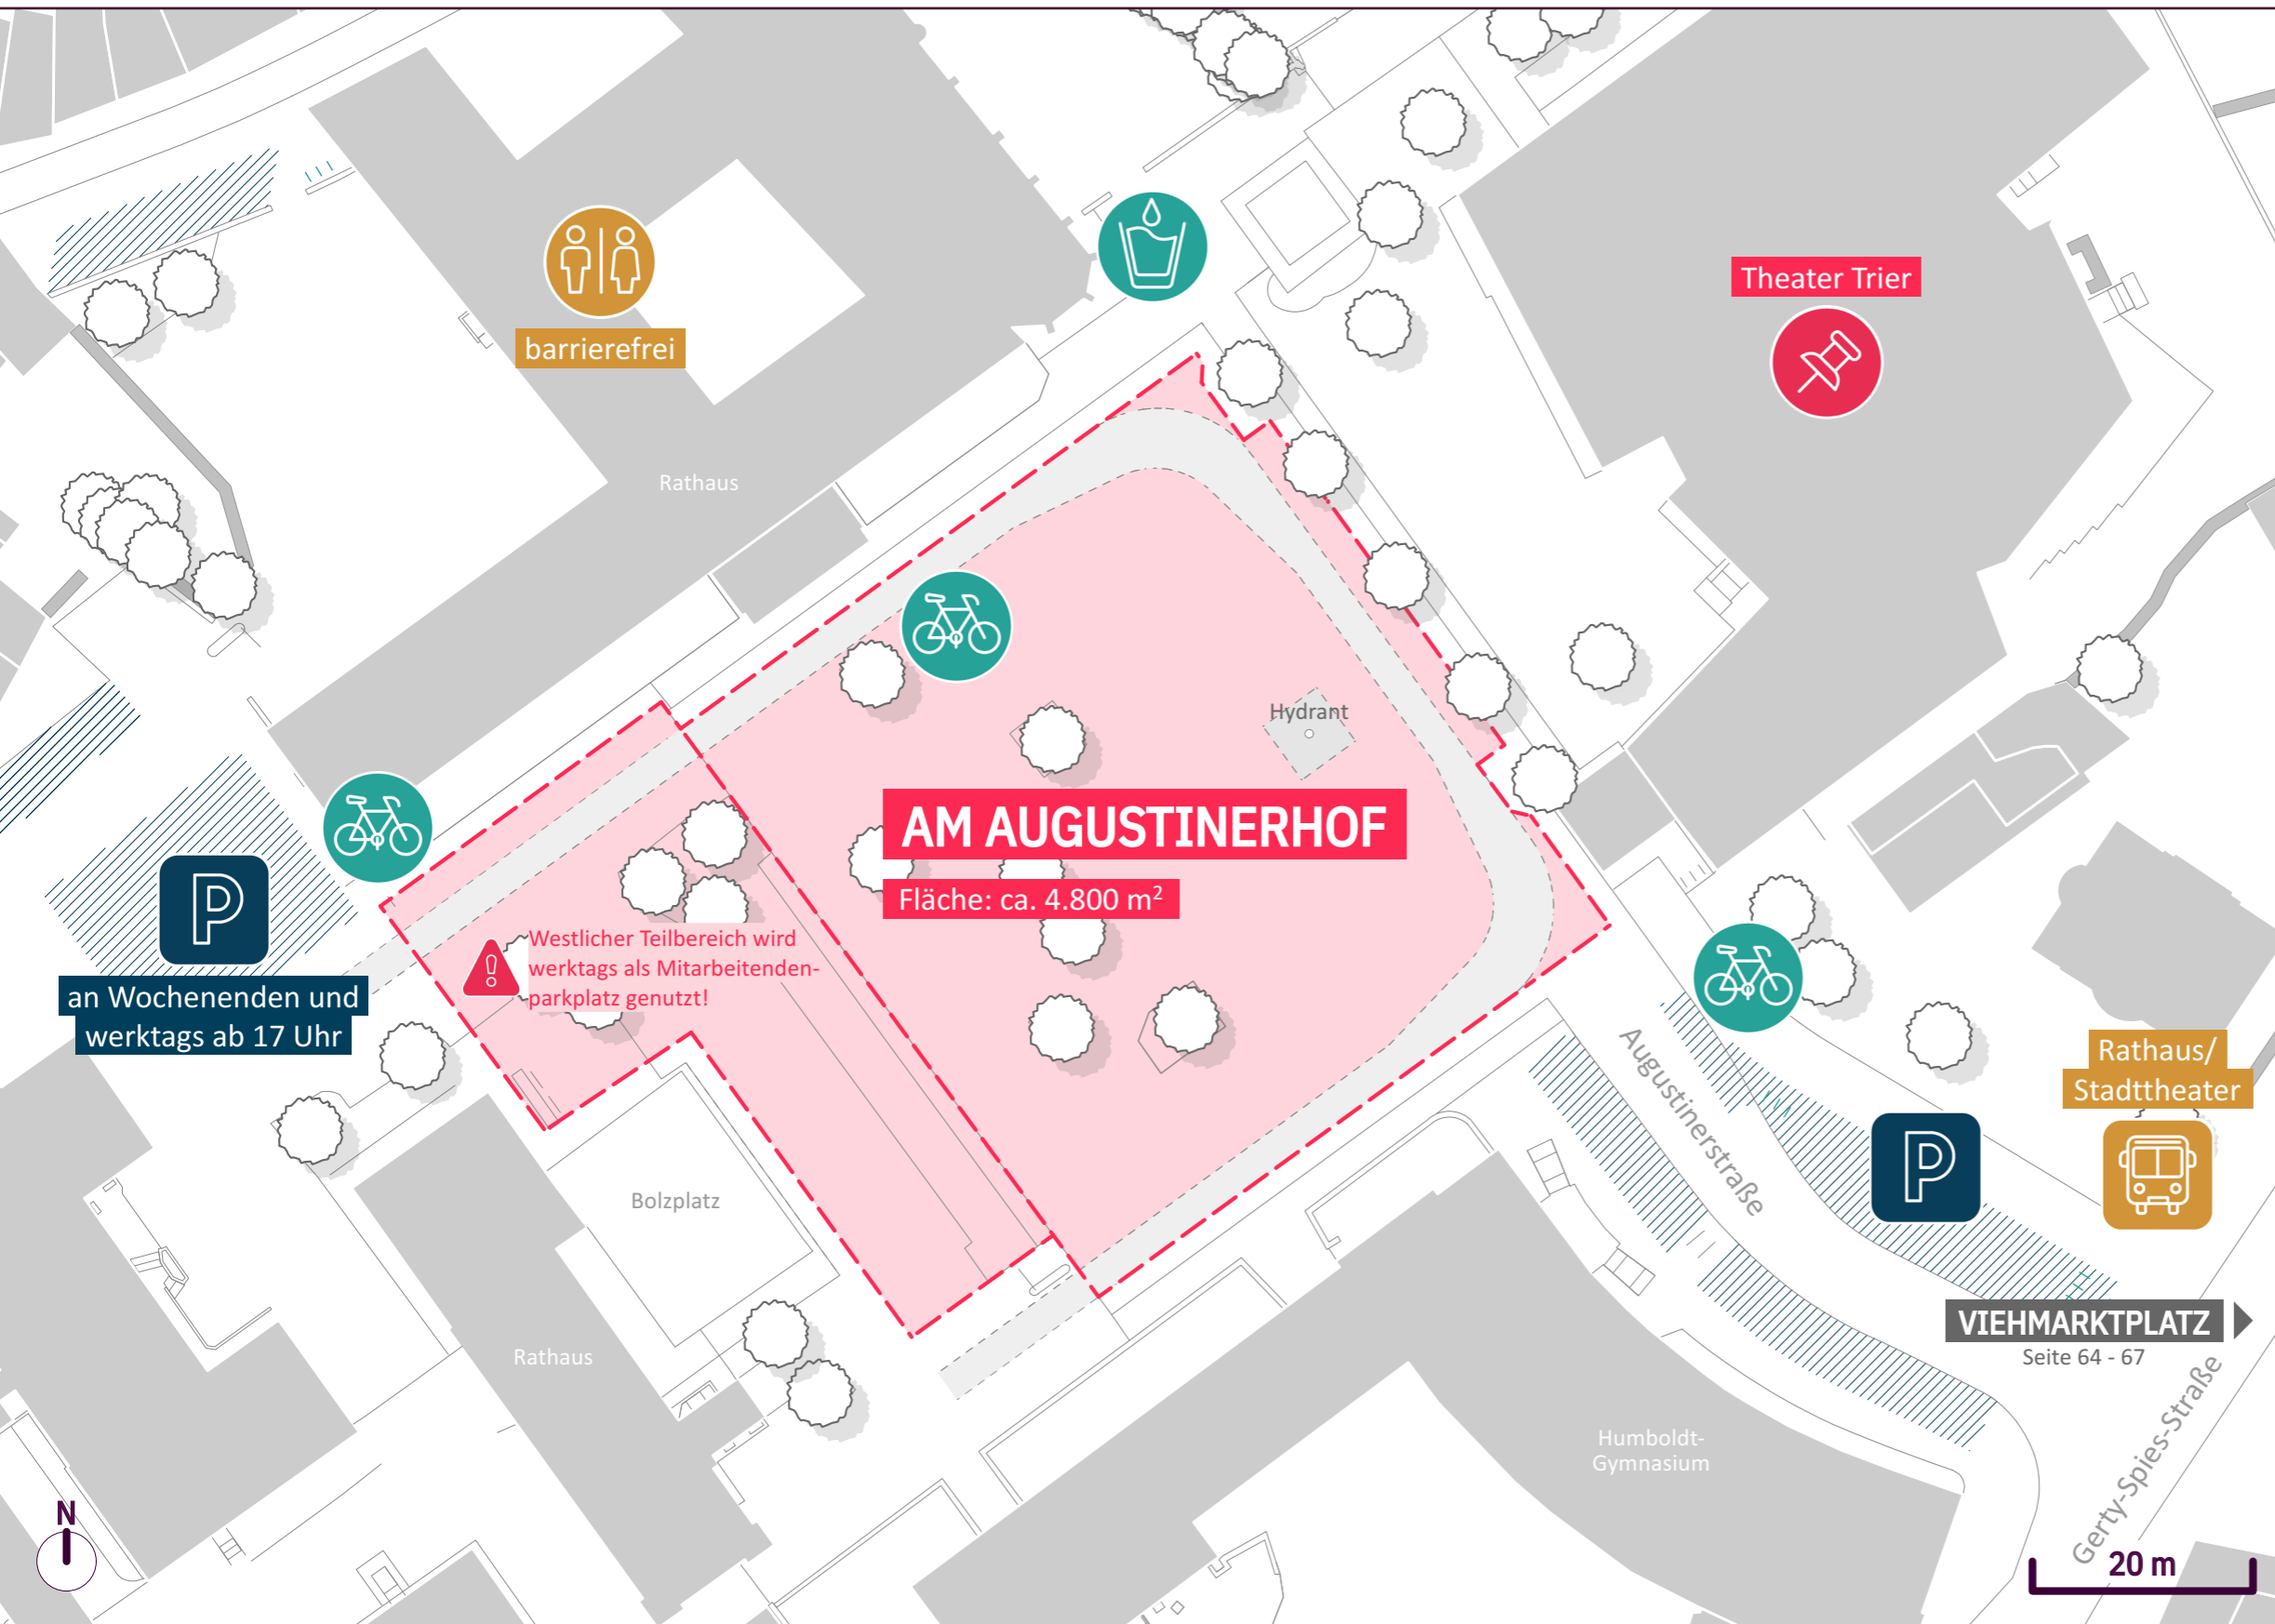 Theater Trier
barrierefrei
Rathaus
Hydrant
AM AUGUSTINERHOF
Fläche: ca. 4.800 m²
P
an Wochenenden und
werktags ab 17 Uhr
Westlicher Teilbereich wird
werktags als Mitarbeitenden-
parkplatz genutzt!
Augustinerstraße
Rathaus/
Stadttheater
P
Bolzplatz
VIEHMARKTPLATZ
Seite 64 - 67
Rathaus
Humboldt-
Gymnasium
Gerty-Spies-Straße
N
20 m